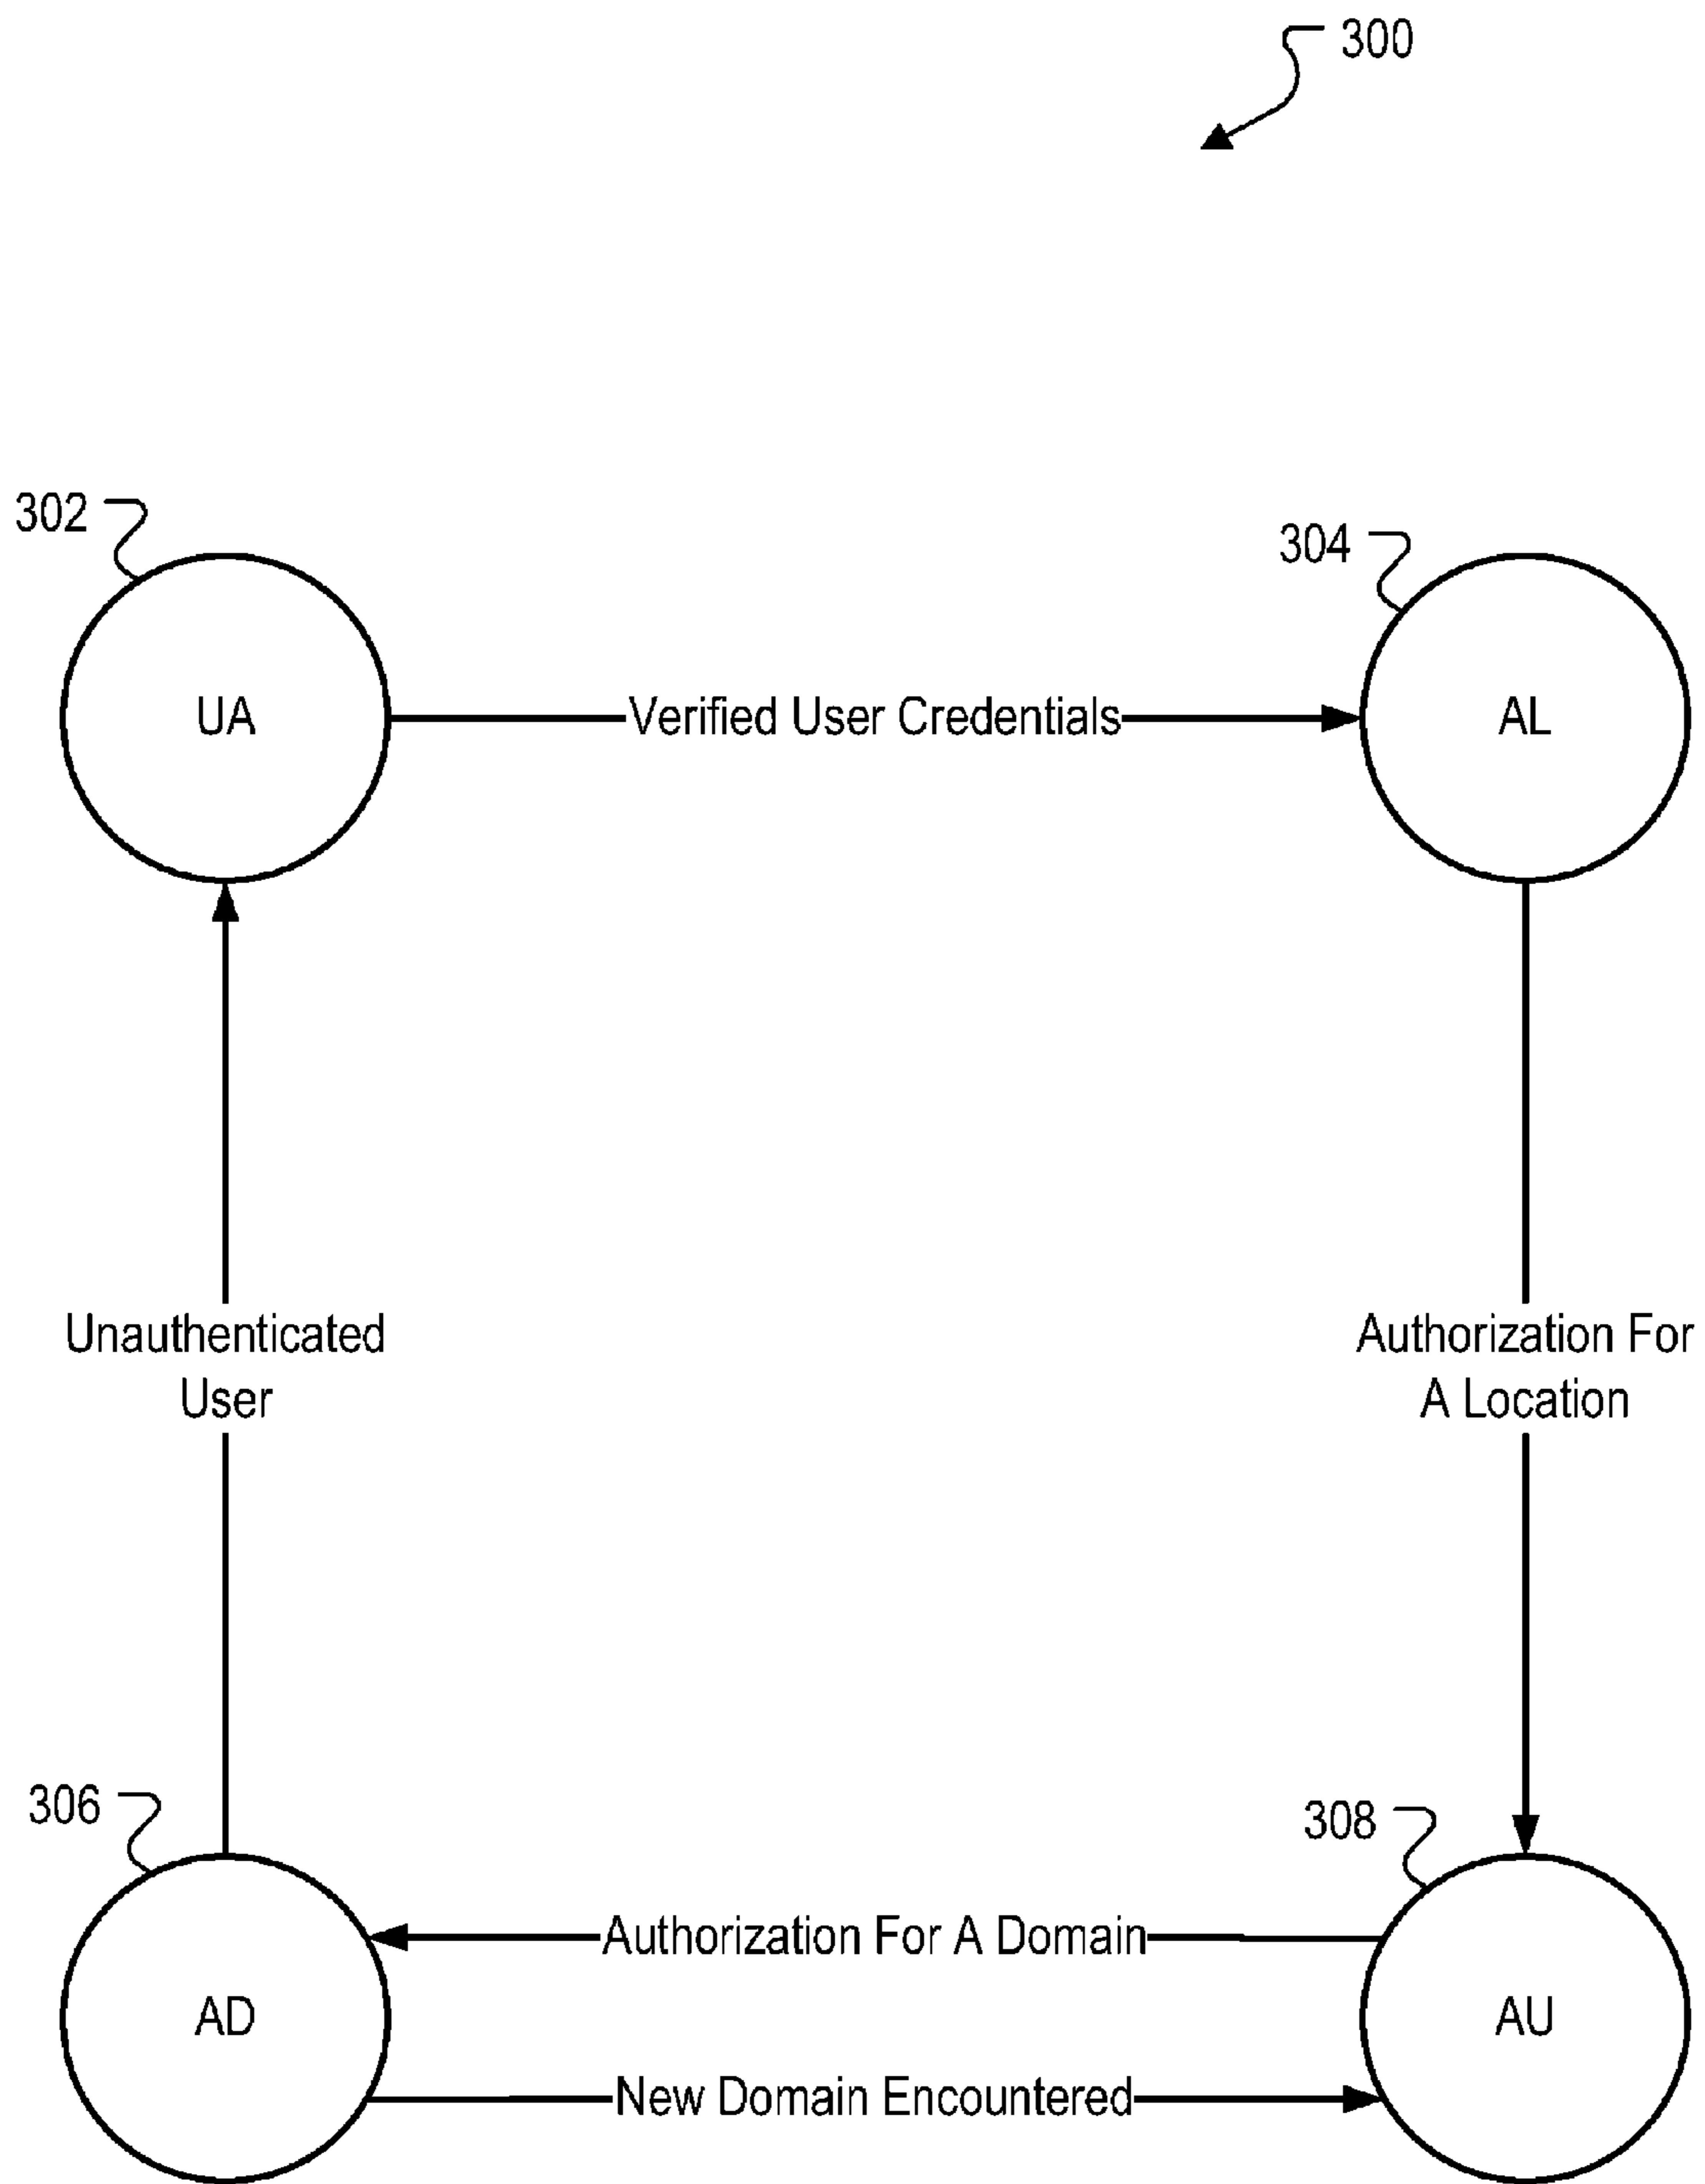 300
302
304
UA
Verified User Credentials
AL
Unauthenticated
User
Authorization For
A Location
306
308
Authorization For A Domain
AD
AU
New Domain Encountered